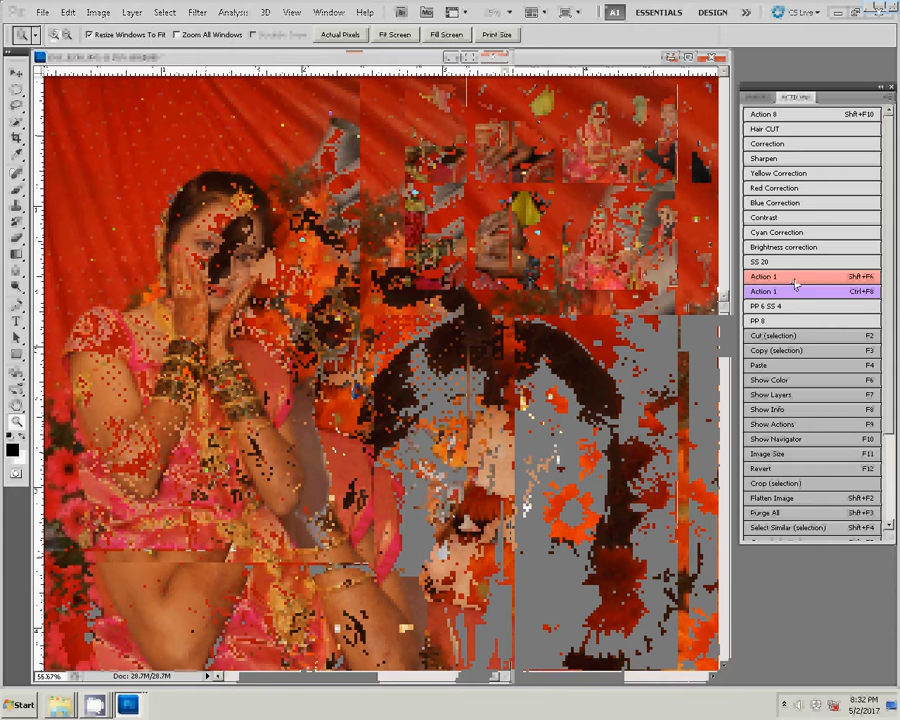 File Edit Image Layer Select Filter Analysis 3D View Window Help
ESSENTIALS DESIGN CS Live
Resize Windows To Fit Zoom All Windows Actual Pixels Fit Screen Fill Screen Print Size
Action 8 Shft+F10
Hair CUT
Correction
Sharpen
Yellow Correction
Red Correction
Blue Correction
Contrast
Cyan Correction
Brightness correction
SS 20
Action 1 Shft+F6
Action 1 Ctrl+F8
PP 6 SS 4
PP 8
Cut (selection) F2
Copy (selection) F3
Paste F4
Show Color F6
Show Layers F7
Show Info F8
Show Actions F9
Show Navigator F10
Image Size F11
Revert F12
Crop (selection)
Flatten Image Shft+F2
Purge All Shft+F3
Select Similar (selection) Shft+F4
55.67% Doc: 28.7M/28.7M
Start
8:32 PM
5/2/2017